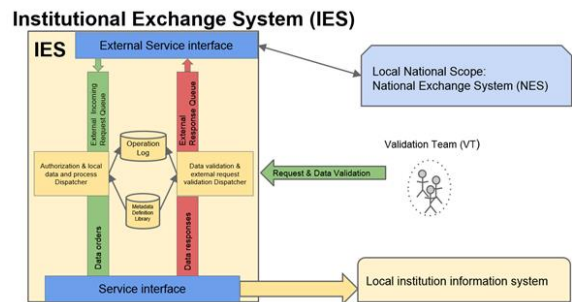 Institutional Exchange System (IES)
IES
External Service interface
External Incoming
Request Queue
External
Response Queue
Local National Scope:
National Exchange System (NES)
Operation
Log
Authorization & local
data and process
Dispatcher
Data validation &
external request
validation Dispatcher
Metadata
Definition
Library
Request & Data Validation
Validation Team (VT)
Data orders
Data responses
Service interface
Local institution information system